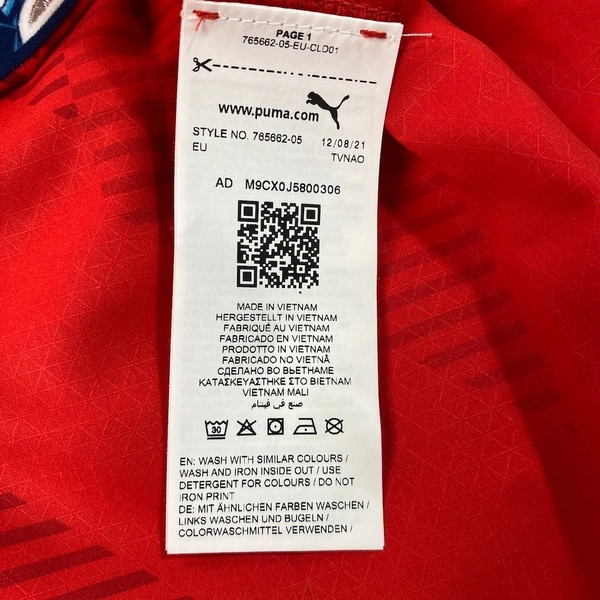 PAGE 1
765662-05-EU-CLD01
www.puma.com
STYLE NO. 765662-05 12/08/21
EU TVNAO
AD M9CX0J5800306
MADE IN VIETNAM
HERGESTELLT IN VIETNAM
FABRIQUÉ AU VIETNAM
FABRICADO EN VIETNAM
PRODOTTO IN VIETNAM
FABRICADO NO VIETNÃ
СДЕЛАНО ВО ВЬЕТНАМЕ
ΚΑΤΑΣΚΕΥΑΣΤΗΚΕ ΣΤΟ ΒΙΕΤΝΑΜ
VİETNAM MALI
صنع في فيتنام
30
EN: WASH WITH SIMILAR COLOURS /
WASH AND IRON INSIDE OUT / USE
DETERGENT FOR COLOURS / DO NOT
IRON PRINT
DE: MIT ÄHNLICHEN FARBEN WASCHEN /
LINKS WASCHEN UND BUGELN /
COLORWASCHMITTEL VERWENDEN /